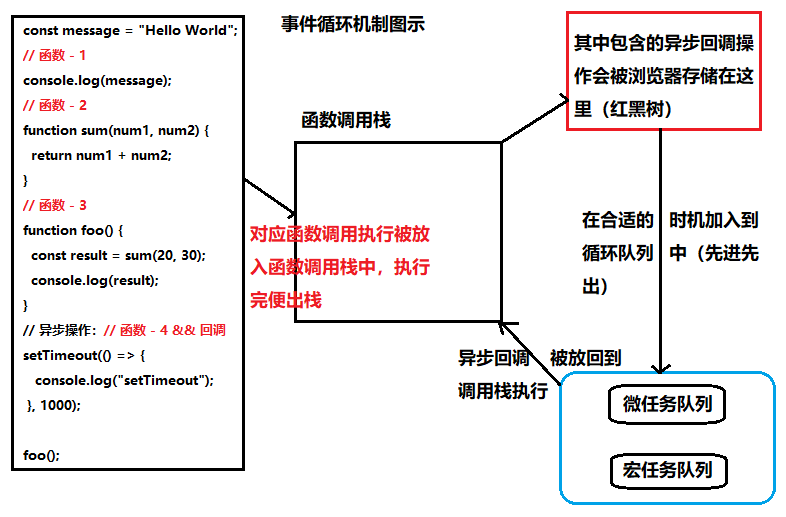 事件循环机制图示
const message = "Hello World";
// 函数 - 1
console.log(message);
// 函数 - 2
function sum(num1, num2) {
return num1 + num2;
}
// 函数 - 3
function foo() {
const result = sum(20, 30);
console.log(result);
}
// 异步操作：// 函数 - 4 && 回调
setTimeout(() => {
console.log("setTimeout");
}, 1000);
foo();
函数调用栈
对应函数调用执行被放
入函数调用栈中，执行
完便出栈
其中包含的异步回调操
作会被浏览器存储在这
里（红黑树）
在合适的 时机加入到
循环队列 中（先进先
出）
异步回调 被放回到
调用栈执行
微任务队列
宏任务队列